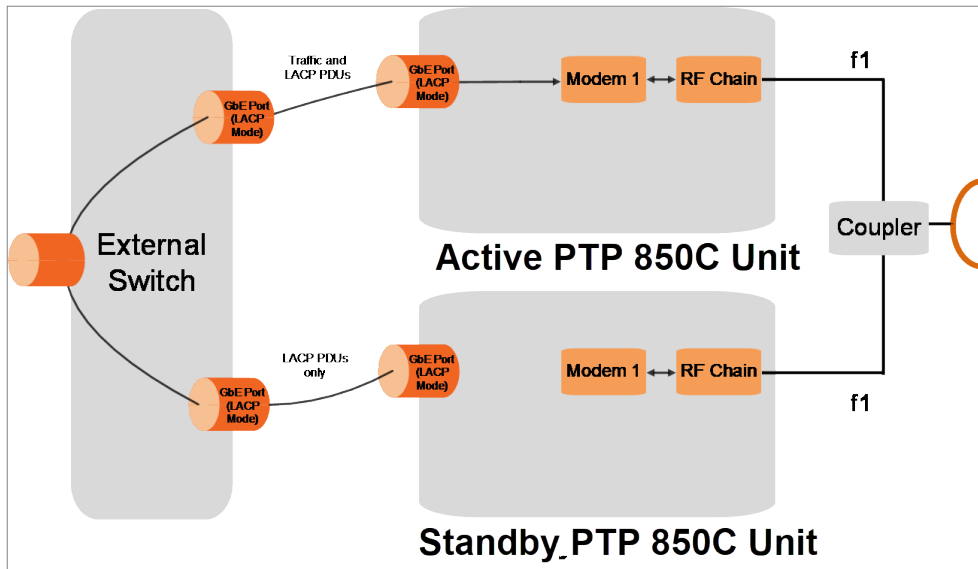 Traffic and
LACP PDUs
GbE Port
(LACP
Mode)
GbE Port
(LACP
Mode)
Modem 1
RF Chain
f1
External
Switch
Active PTP 850C Unit
Coupler
LACP PDUs
only
GbE Port
(LACP
Mode)
GbE Port
(LACP
Mode)
Modem 1
RF Chain
f1
Standby PTP 850C Unit